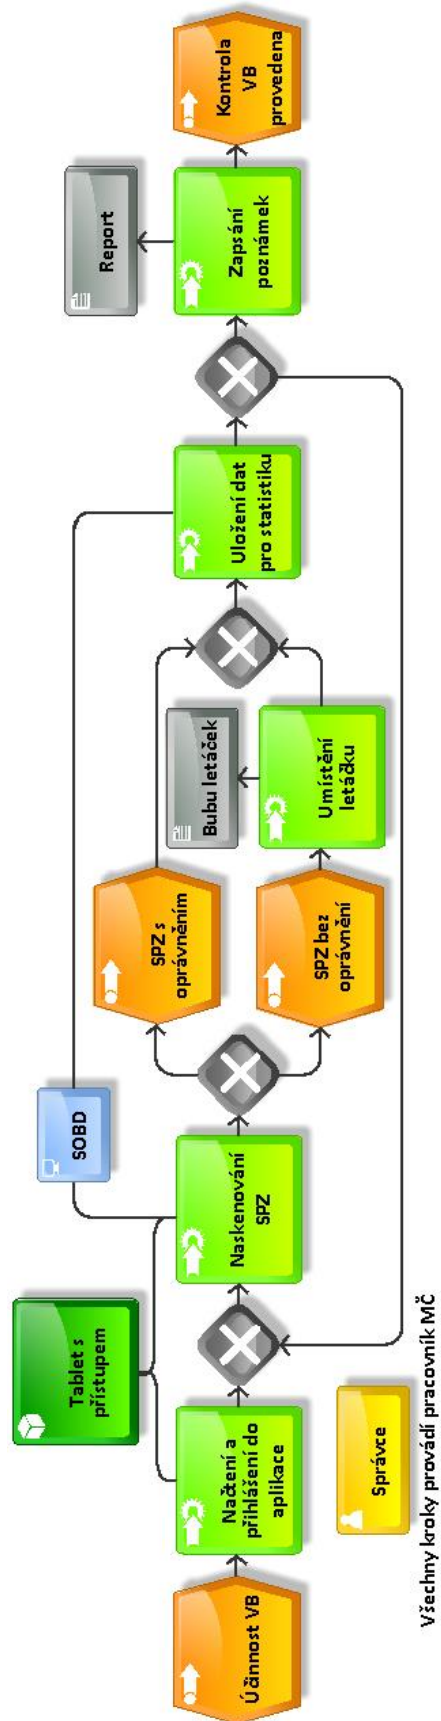 Účinnost VB
Načtení a
přihlášení do
aplikace
Tablet s
přístupem
Správce
Naskenování
SPZ
SOBD
SPZ s
oprávněním
SPZ bez
oprávnění
Bubu letáček
Umístění
letáčku
Uložení dat
pro statistiku
Report
Zapsání
poznámek
Kontrola
VB
provedena
Všechny kroky provádí pracovník MČ